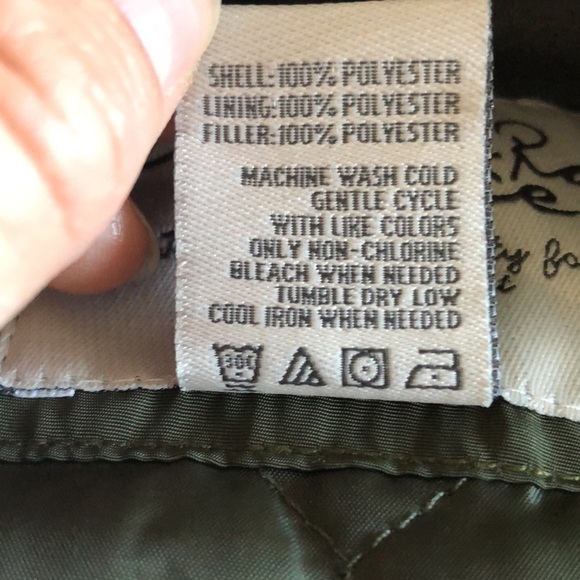 SHELL:100% POLYESTER
LINING:100% POLYESTER
FILLER:100% POLYESTER
MACHINE WASH COLD
GENTLE CYCLE
WITH LIKE COLORS
ONLY NON-CHLORINE
BLEACH WHEN NEEDED
TUMBLE DRY LOW
COOL IRON WHEN NEEDED